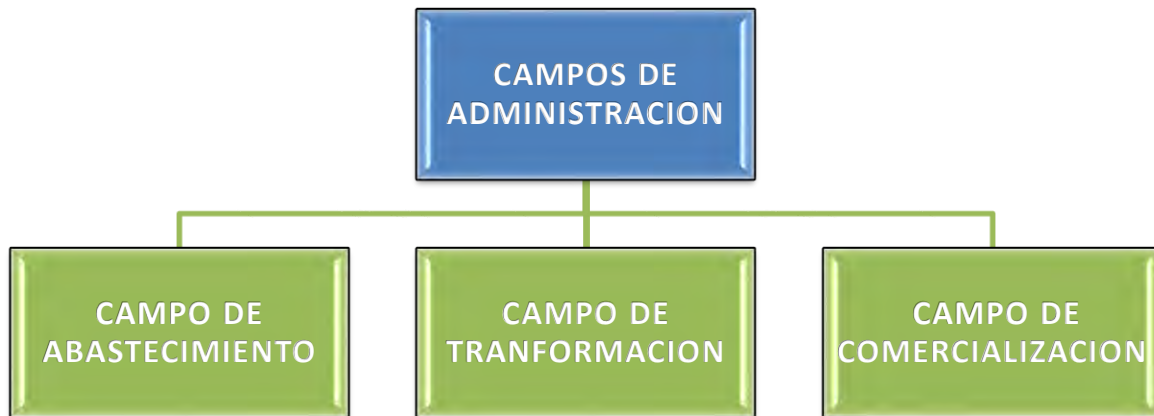 CAMPOS DE
ADMINISTRACION
CAMPO DE
ABASTECIMIENTO
CAMPO DE
TRANFORMACION
CAMPO DE
COMERCIALIZACION